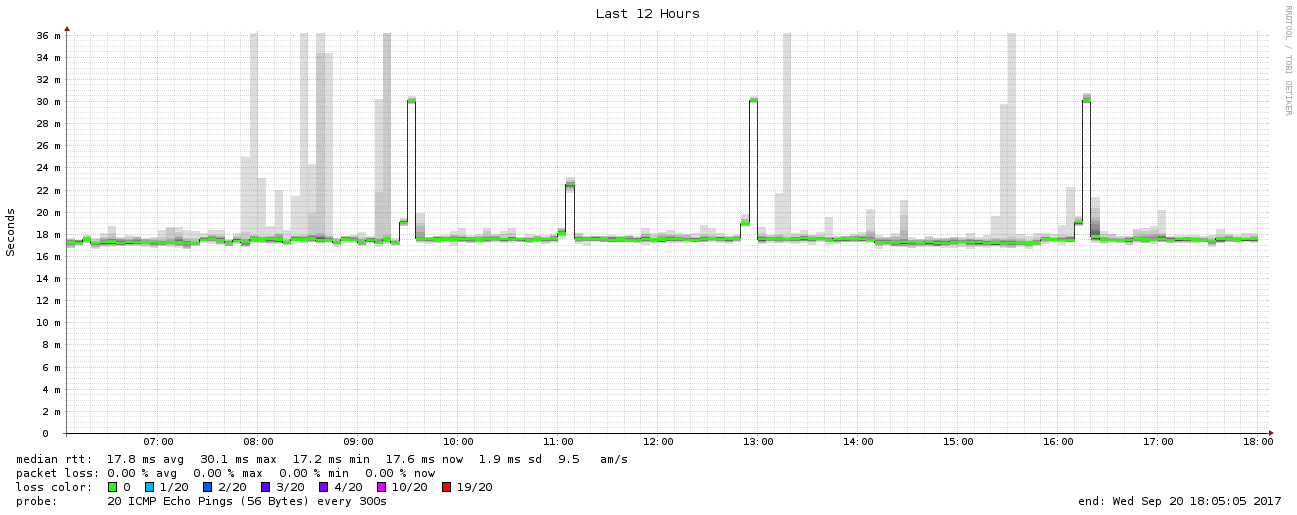 Last 12 Hours
RRDTOOL / TOBI OETIKER
Seconds
36 m
34 m
32 m
30 m
28 m
26 m
24 m
22 m
20 m
18 m
16 m
14 m
12 m
10 m
8 m
6 m
4 m
2 m
0
07:00 08:00 09:00 10:00 11:00 12:00 13:00 14:00 15:00 16:00 17:00 18:00
median rtt: 17.8 ms avg 30.1 ms max 17.2 ms min 17.6 ms now 1.9 ms sd 9.5 am/s
packet loss: 0.00 % avg 0.00 % max 0.00 % min 0.00 % now
loss color: 0 1/20 2/20 3/20 4/20 10/20 19/20
probe: 20 ICMP Echo Pings (56 Bytes) every 300s end: Wed Sep 20 18:05:05 2017